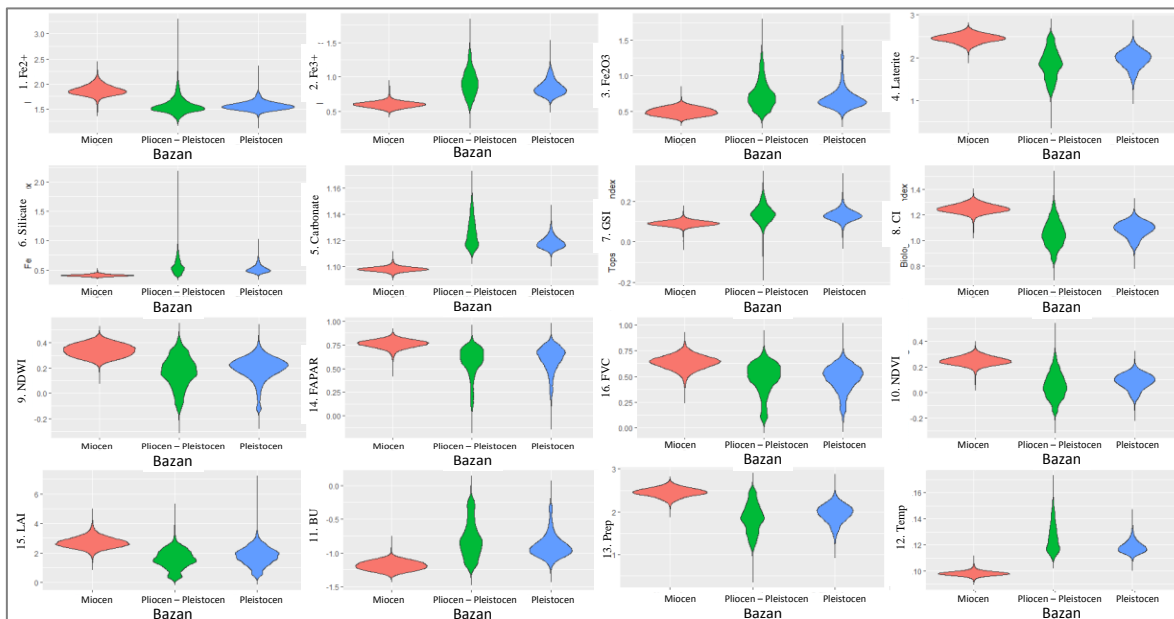 1. Fe2+
3.0
2.5
2.0
1.5
Miocen Pliocen – Pleistocen Pleistocen
Bazan
2. Fe3+
1.5
1.0
0.5
Miocen Pliocen – Pleistocen Pleistocen
Bazan
3. Fe2O3
1.5
1.0
0.5
Miocen Pliocen – Pleistocen Pleistocen
Bazan
4. Laterite
3
2
1
Miocen Pliocen – Pleistocen Pleistocen
Bazan
6. Silicate
Fe
2.0
1.5
1.0
0.5
Miocen Pliocen – Pleistocen Pleistocen
Bazan
5. Carbonate
1.16
1.14
1.12
1.10
Miocen Pliocen – Pleistocen Pleistocen
Bazan
7. GSI
Tops
ndex
0.2
0.0
-0.2
Miocen Pliocen – Pleistocen Pleistocen
Bazan
8. CI
Biolo_
ndex
1.4
1.2
1.0
0.8
Miocen Pliocen – Pleistocen Pleistocen
Bazan
9. NDWI
0.4
0.2
0.0
-0.2
Miocen Pliocen – Pleistocen Pleistocen
Bazan
14. FAPAR
1.00
0.75
0.50
0.25
0.00
Miocen Pliocen – Pleistocen Pleistocen
Bazan
16. FVC
1.00
0.75
0.50
0.25
0.00
Miocen Pliocen – Pleistocen Pleistocen
Bazan
10. NDVI
0.4
0.2
0.0
-0.2
Miocen Pliocen – Pleistocen Pleistocen
Bazan
15. LAI
6
4
2
0
Miocen Pliocen – Pleistocen Pleistocen
Bazan
11. BU
0.0
-0.5
-1.0
-1.5
Miocen Pliocen – Pleistocen Pleistocen
Bazan
13. Prep
3
2
1
Miocen Pliocen – Pleistocen Pleistocen
Bazan
12. Temp
16
14
12
10
Miocen Pliocen – Pleistocen Pleistocen
Bazan